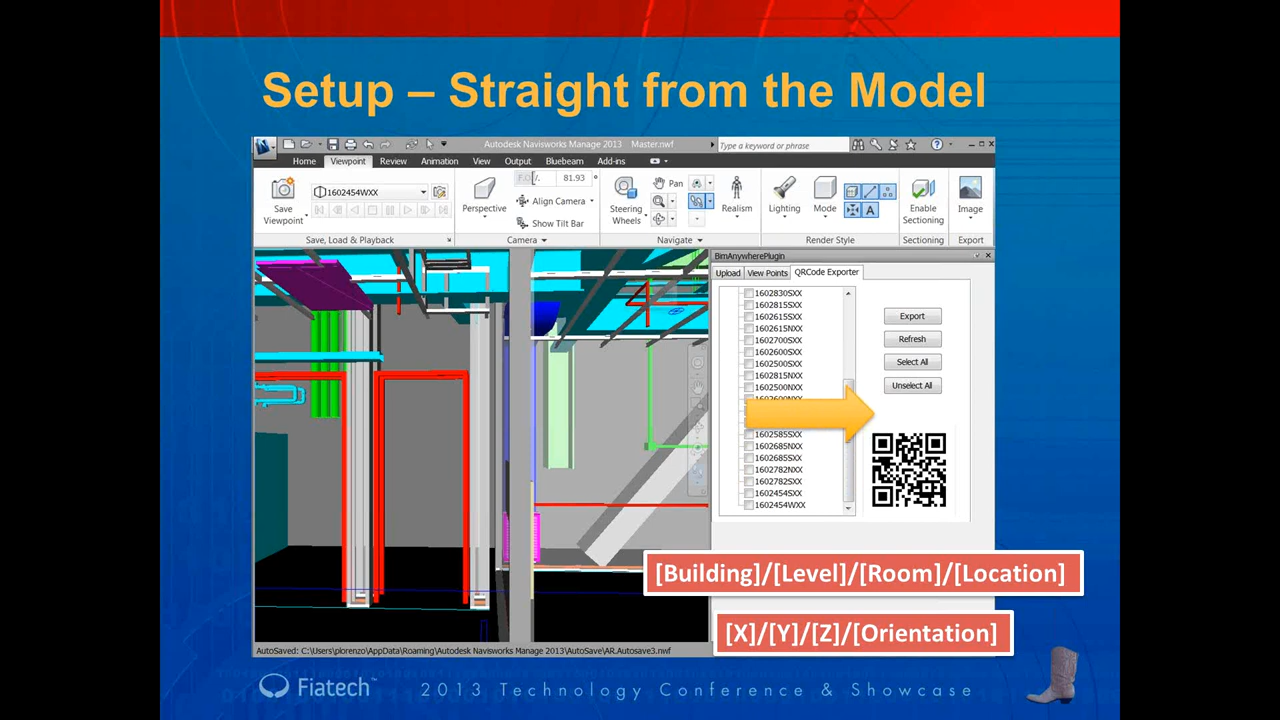 Setup – Straight from the Model
Autodesk Navisworks Manage 2013 Master.nwf
Type a keyword or phrase
Home Viewpoint Review Animation View Output Bluebeam Add-ins
1602454WXX
Save Viewpoint
Save, Load & Playback
Perspective
F.O.V. 81.93
Align Camera
Show Tilt Bar
Camera
Steering Wheels
Pan
Realism
Navigate
Lighting
Mode
Render Style
Enable Sectioning
Sectioning
Image
Export
BimAnywherePlugin
Upload View Points QRCode Exporter
1602830SXX
1602815SXX
1602615SXX
1602615NXX
1602700SXX
1602600SXX
1602500SXX
1602815NXX
1602500NXX
1602600NXX
1602585SXX
1602685NXX
1602685SXX
1602782NXX
1602782SXX
1602454SXX
1602454WXX
Export
Refresh
Select All
Unselect All
[Building]/[Level]/[Room]/[Location]
[X]/[Y]/[Z]/[Orientation]
AutoSaved: C:\Users\plorenzo\AppData\Roaming\Autodesk Navisworks Manage 2013\AutoSave\AR.Autosave3.nwf
Fiatech™ 2013 Technology Conference & Showcase